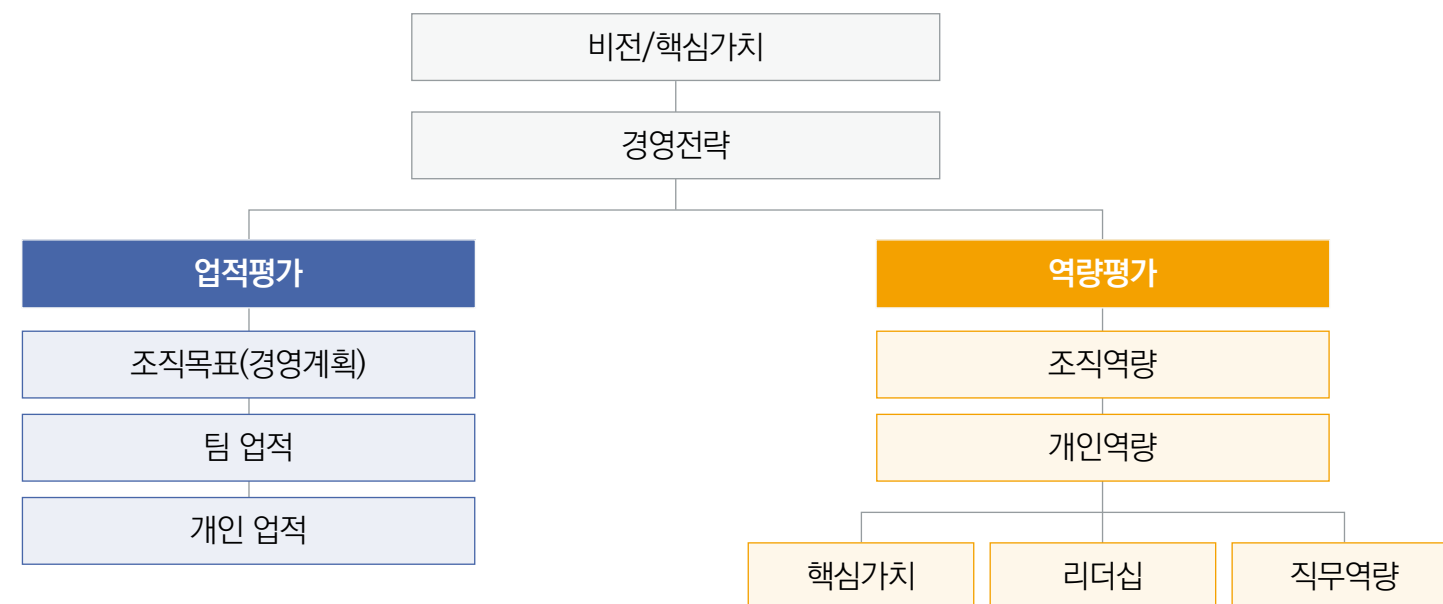 비전/핵심가치
경영전략
업적평가
역량평가
조직목표(경영계획)
조직역량
팀 업적
개인역량
개인 업적
핵심가치
리더십
직무역량